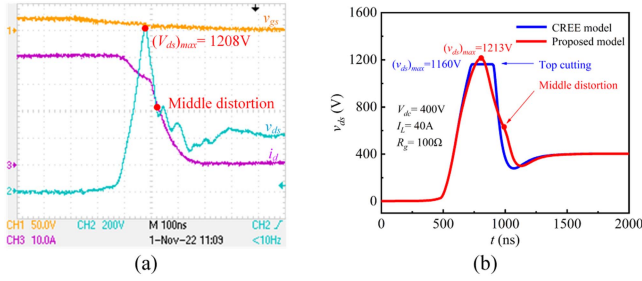 1
v_gs
(V_ds)_max = 1208V
Middle distortion
v_ds
3
i_d
2
CH1 50.0V CH2 200V M 100ns CH2
CH3 10.0A 1-Nov-22 11:09 <10Hz
(a)
v_ds (V)
1600
1200
800
400
0
CREE model
Proposed model
(v_ds)_max=1213V
(v_ds)_max=1160V
Top cutting
Middle distortion
V_dc = 400V
I_L= 40A
R_g= 100Ω
0 500 1000 1500 2000
t (ns)
(b)